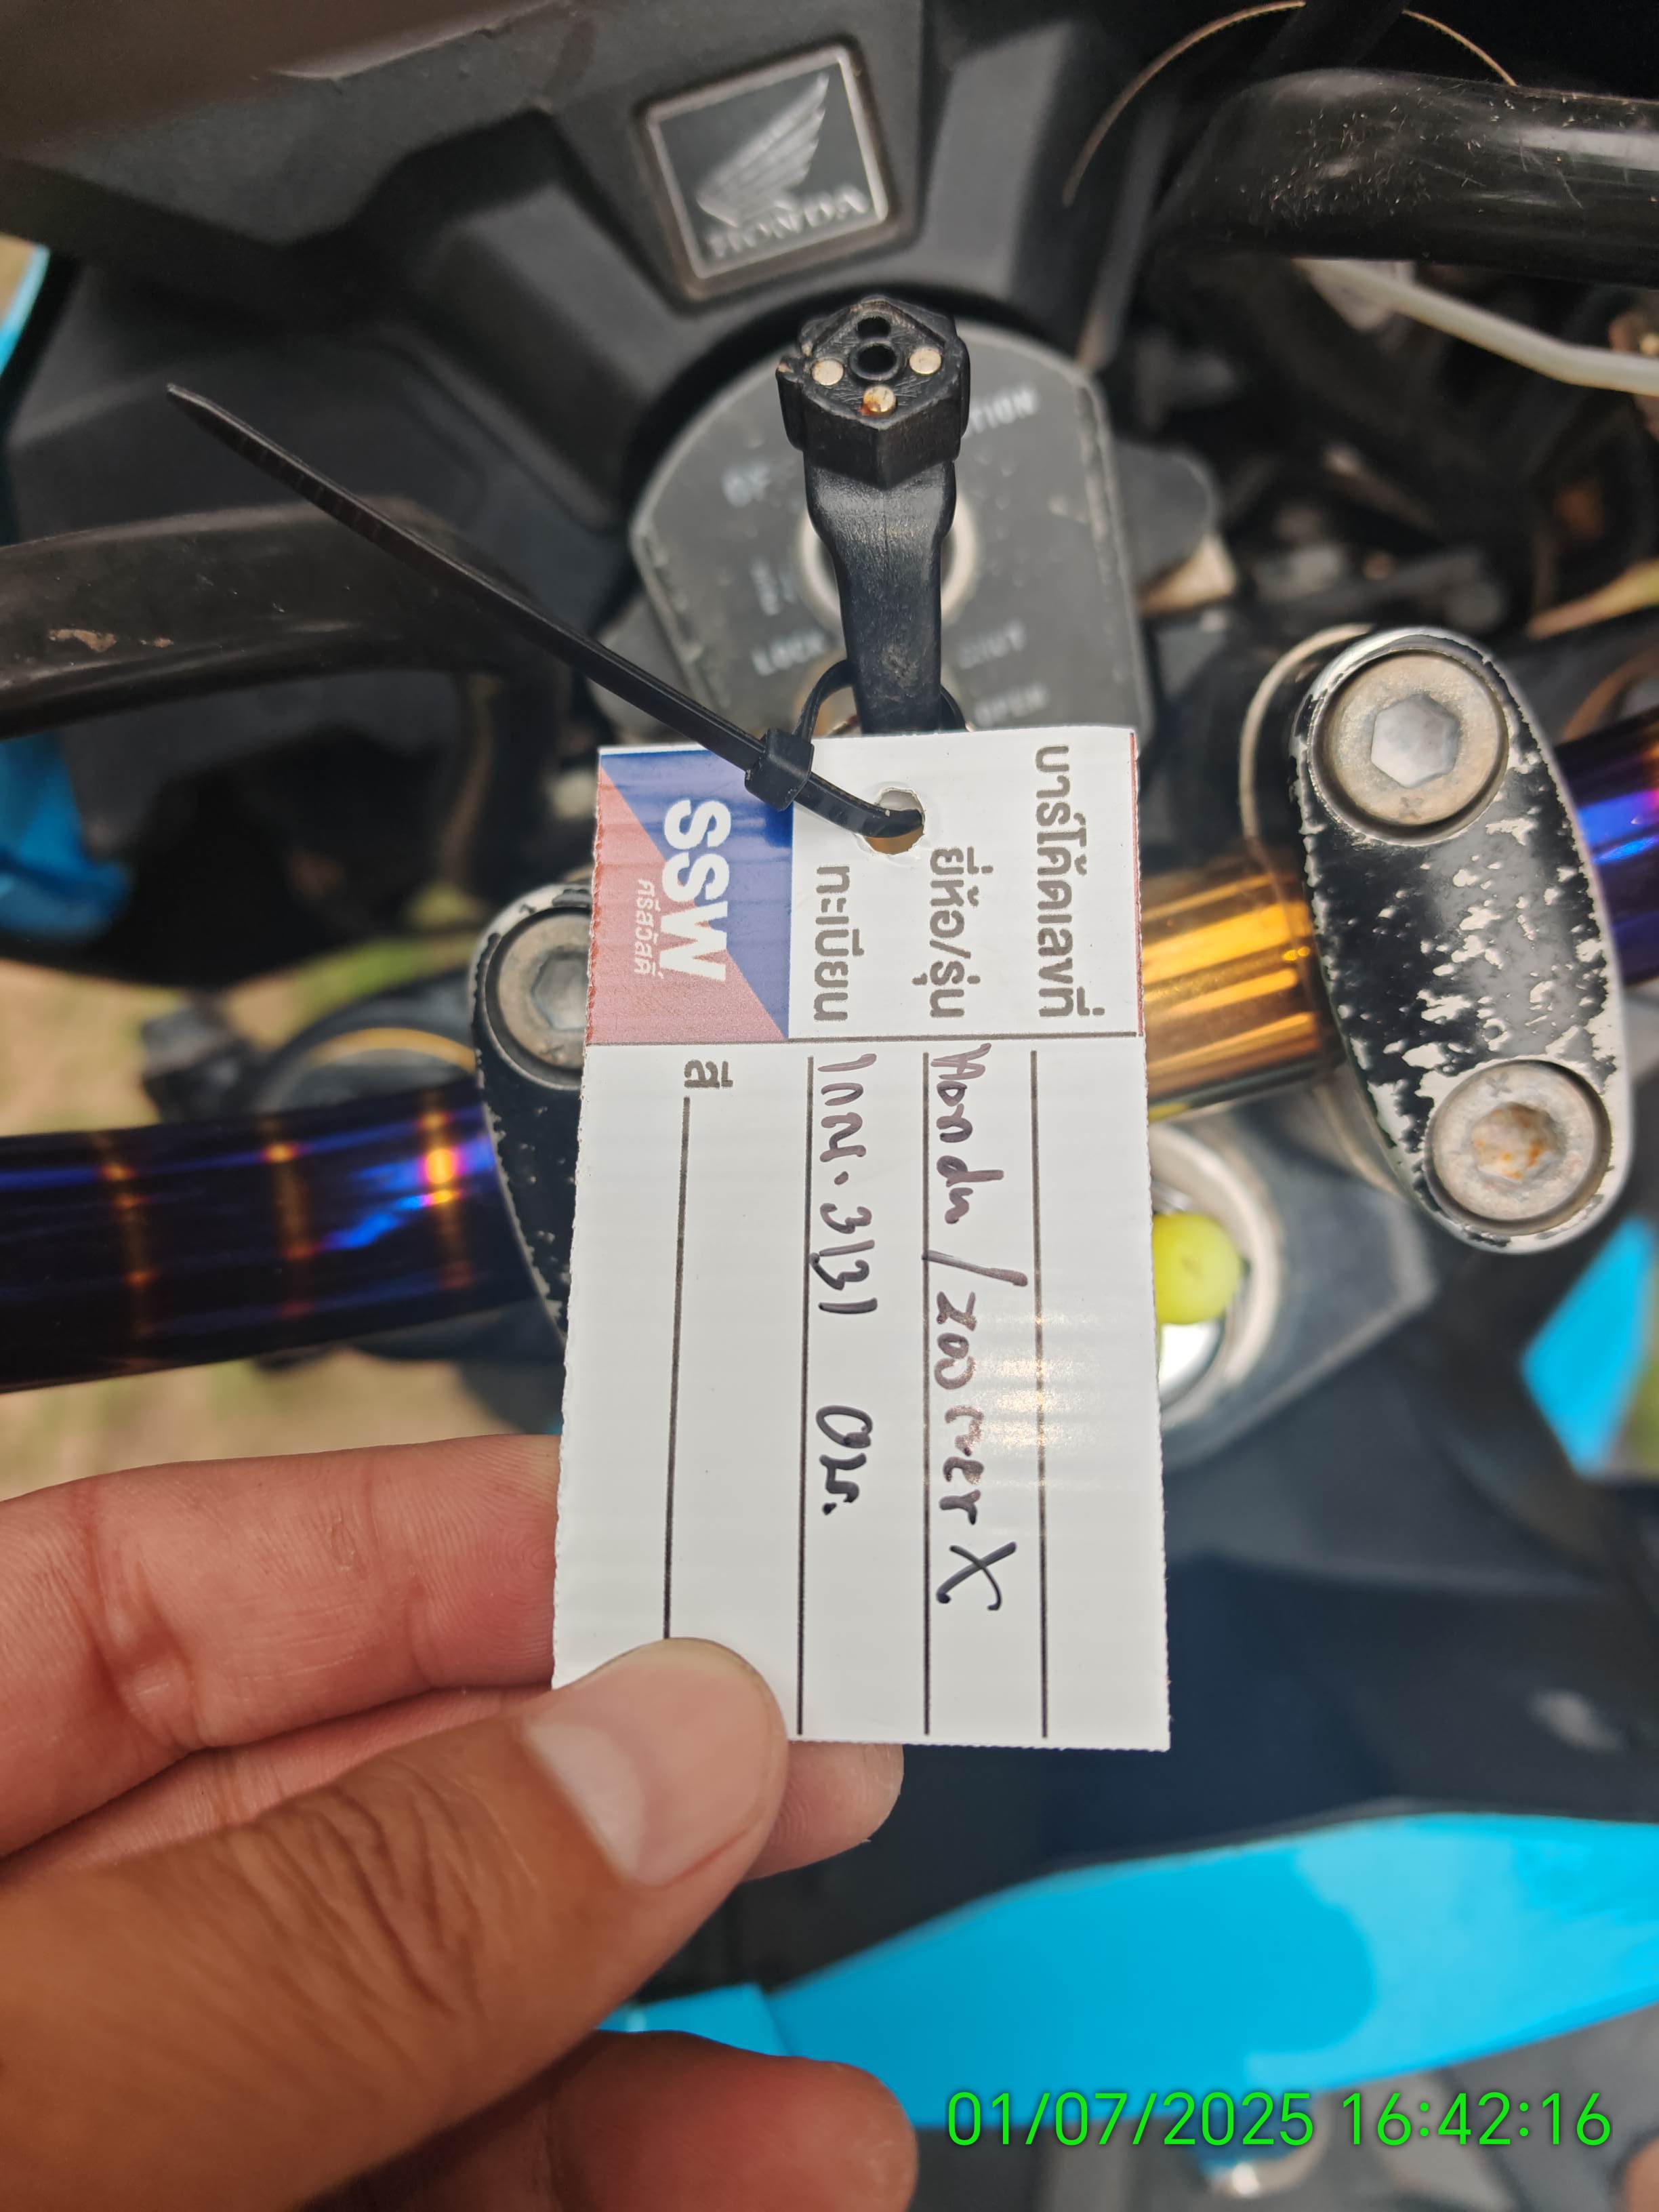 HONDA
LOCK
OPEN
บาร์โค้ดเลขที่
ยี่ห้อ/รุ่น Honda / zoomer X
ทะเบียน 1กณ. 3131 อบ.
สี
SSW
ศรีสวัสดิ์
01/07/2025 16:42:16